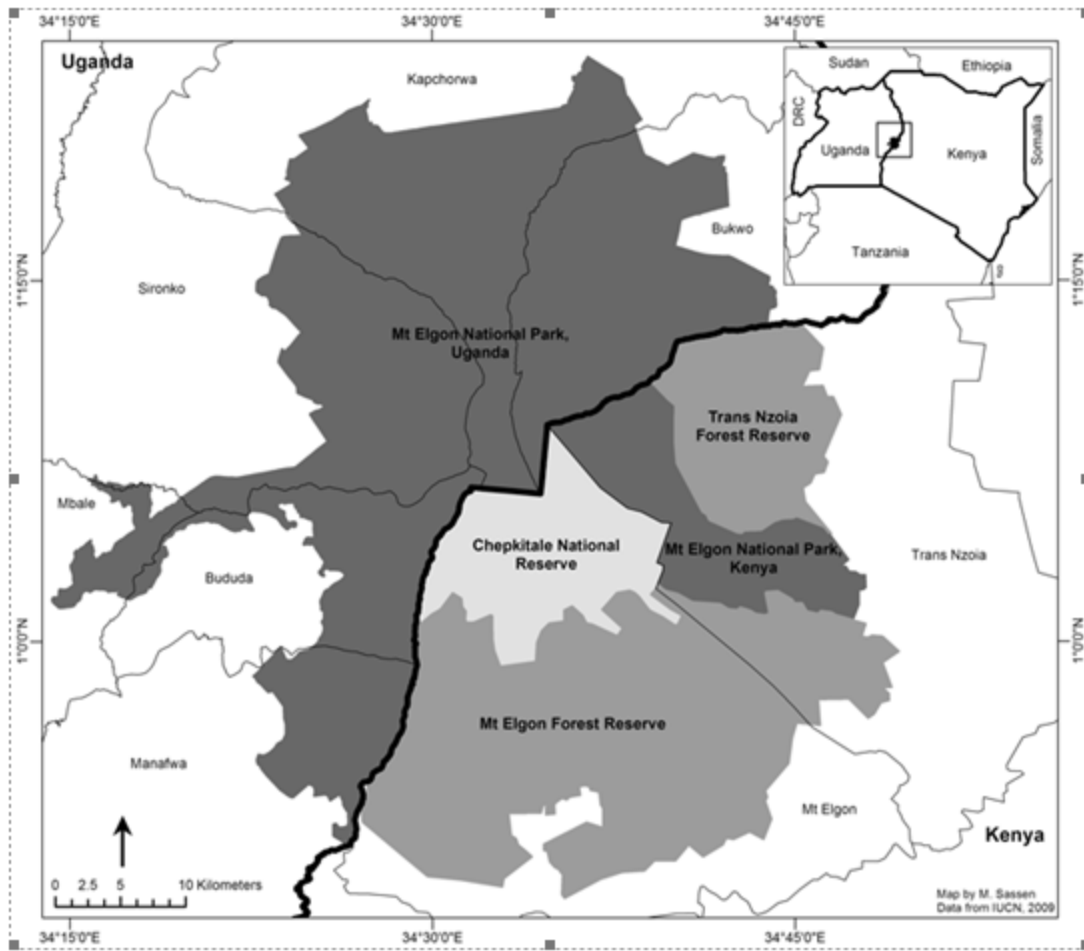 34°15'0"E
34°30'0"E
34°45'0"E
Uganda
Kapchorwa
Sudan
Ethiopia
DRC
Somalia
Uganda
Kenya
Tanzania
Bukwo
1°15'0"N
1°15'0"N
Sironko
Mt Elgon National Park,
Uganda
Trans Nzoia
Forest Reserve
Mbale
Chepkitale National
Reserve
Mt Elgon National Park,
Kenya
Trans Nzoia
Bududa
1°0'0"N
1°0'0"N
Mt Elgon Forest Reserve
Manafwa
Mt Elgon
Kenya
0 2.5 5 10 Kilometers
Map by M. Sassen
Data from IUCN, 2009
34°15'0"E
34°30'0"E
34°45'0"E